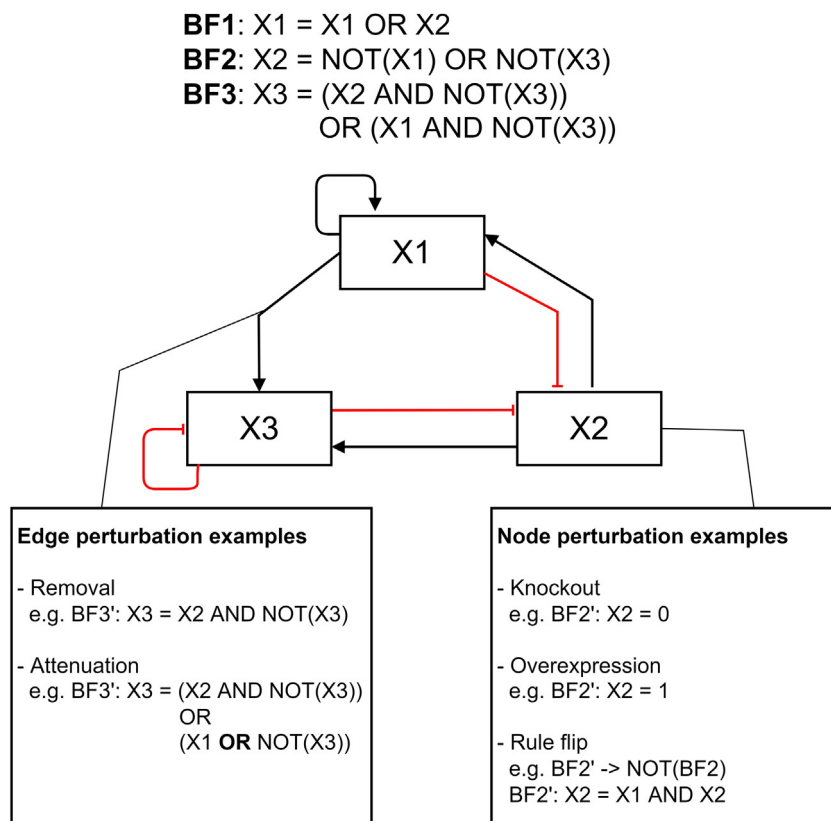 BF1: X1 = X1 OR X2
BF2: X2 = NOT(X1) OR NOT(X3)
BF3: X3 = (X2 AND NOT(X3))
OR (X1 AND NOT(X3))
X1
X3
X2
Edge perturbation examples
- Removal
e.g. BF3': X3 = X2 AND NOT(X3)
- Attenuation
e.g. BF3': X3 = (X2 AND NOT(X3))
OR
(X1 OR NOT(X3))
Node perturbation examples
- Knockout
e.g. BF2': X2 = 0
- Overexpression
e.g. BF2': X2 = 1
- Rule flip
e.g. BF2' -> NOT(BF2)
BF2': X2 = X1 AND X2